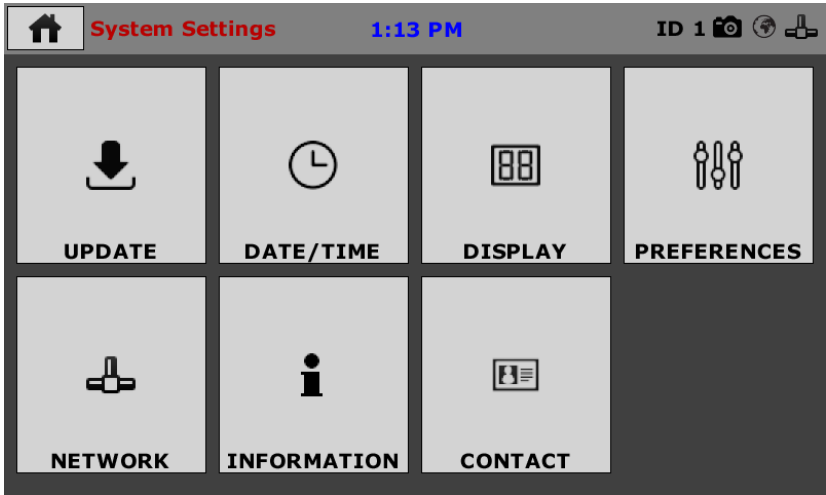 System Settings 1:13 PM ID 1
UPDATE DATE/TIME DISPLAY PREFERENCES
NETWORK INFORMATION CONTACT